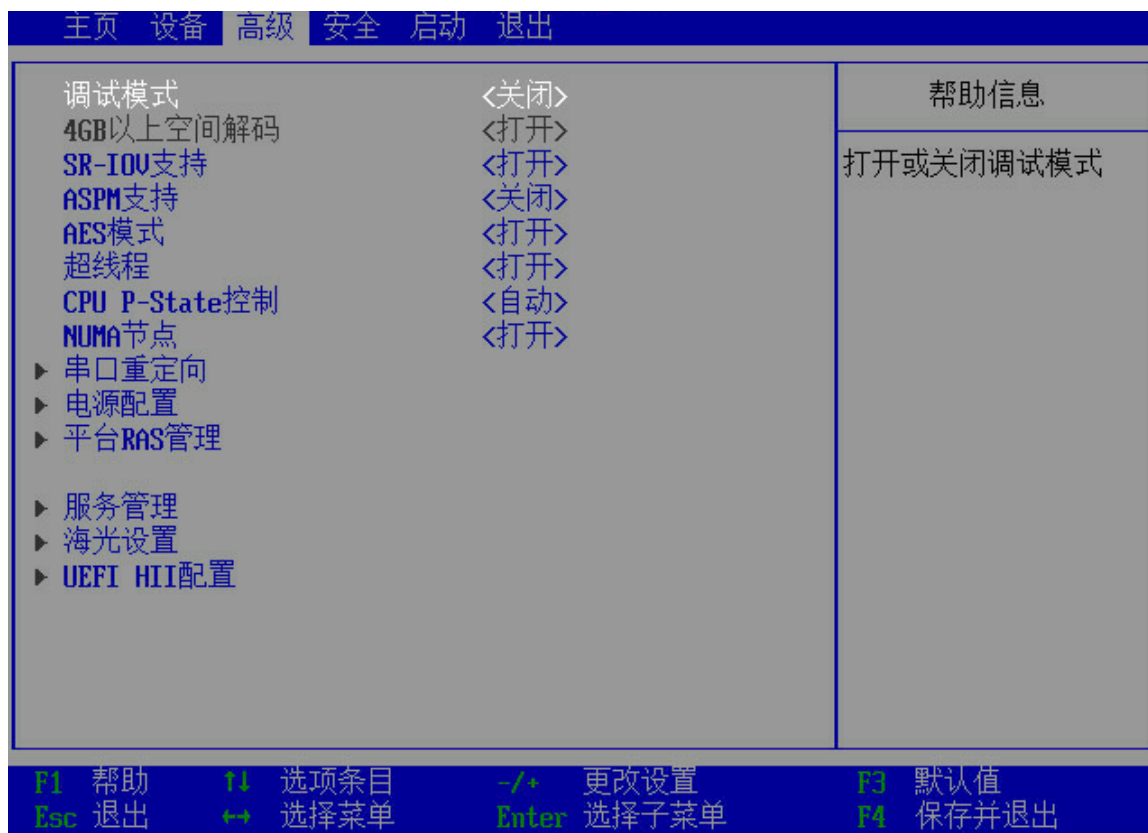 主页 设备 高级 安全 启动 退出
调试模式 <关闭>
4GB以上空间解码 <打开>
SR-IOV支持 <打开>
ASPM支持 <关闭>
AES模式 <打开>
超线程 <打开>
CPU P-State控制 <自动>
NUMA节点 <打开>
串口重定向
电源配置
平台RAS管理
服务管理
海光设置
UEFI HII配置
帮助信息
打开或关闭调试模式
F1 帮助 ↑↓ 选项条目 -/+ 更改设置 F3 默认值
Esc 退出 ←→ 选择菜单 Enter 选择子菜单 F4 保存并退出